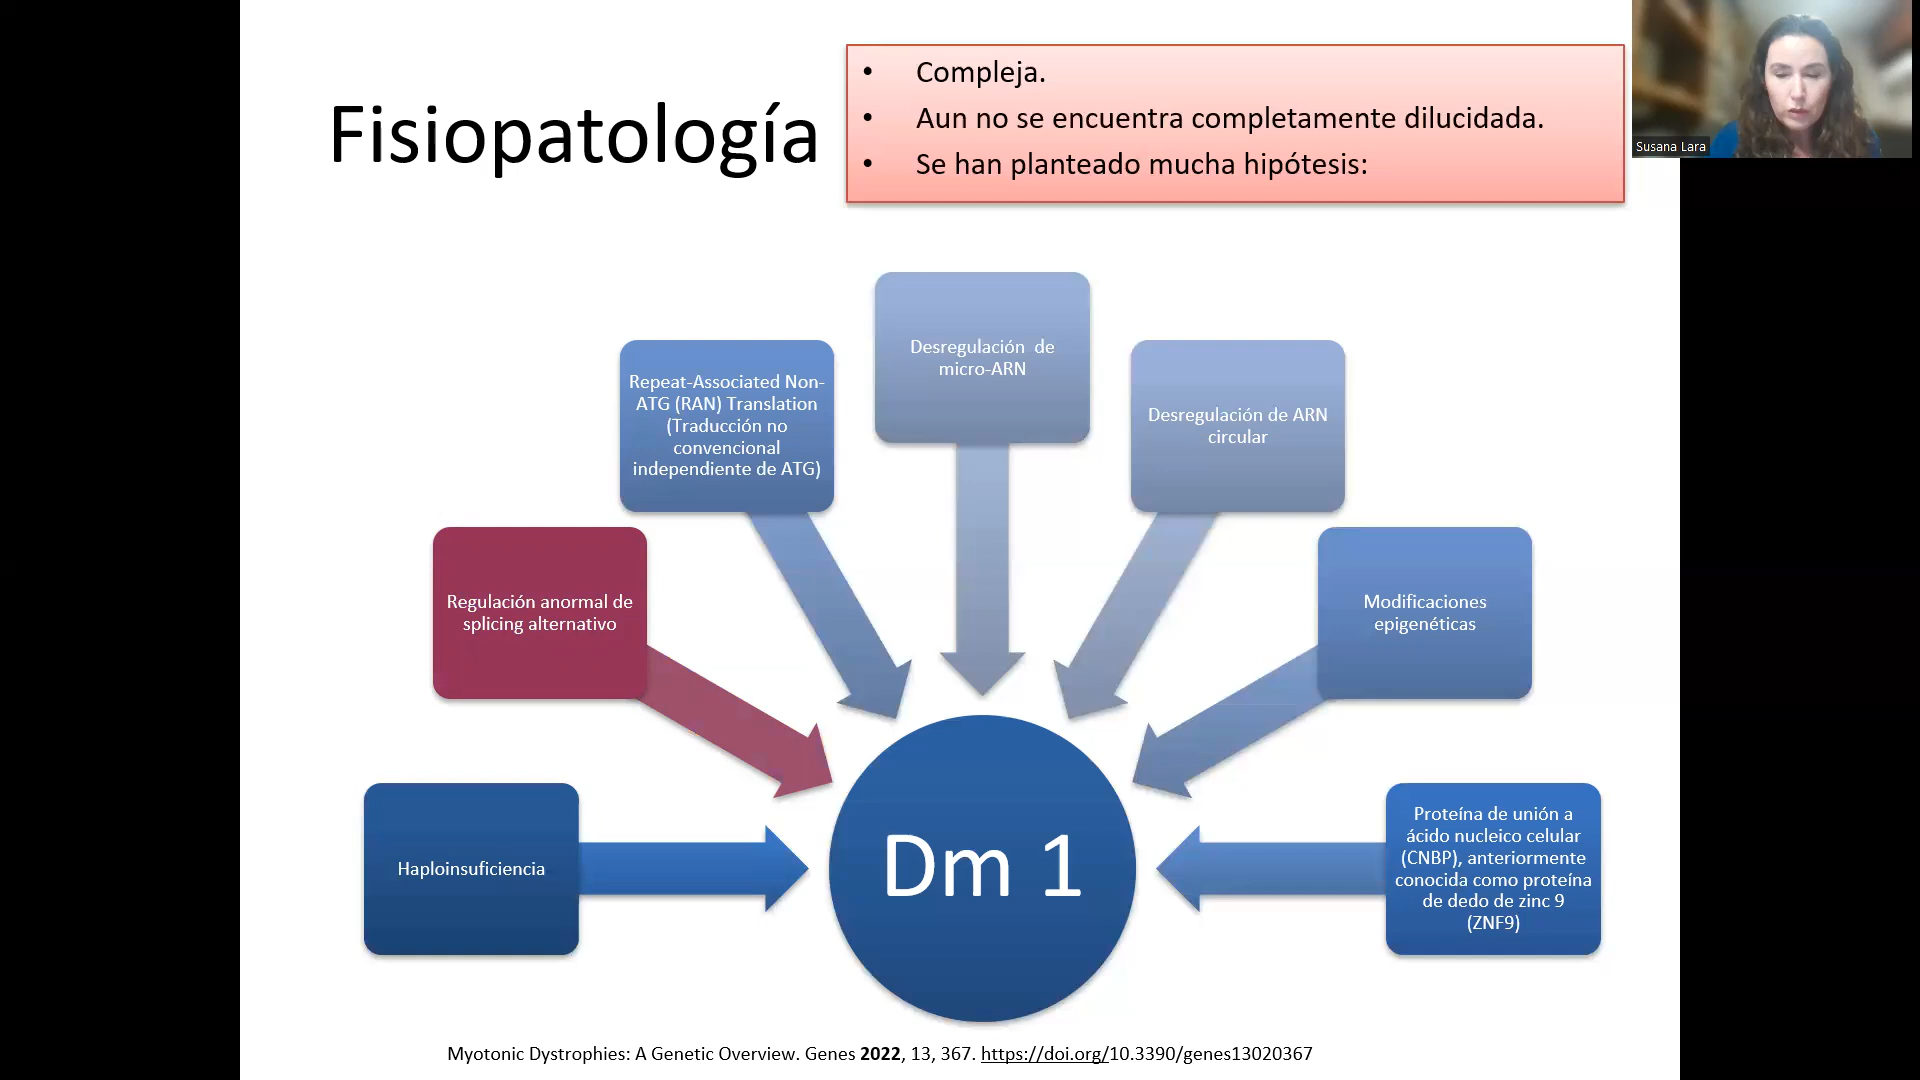 Fisiopatología
• Compleja.
• Aun no se encuentra completamente dilucidada.
• Se han planteado mucha hipótesis:
Susana Lara
Desregulación de
micro-ARN
Repeat-Associated Non-
ATG (RAN) Translation
(Traducción no
convencional
independiente de ATG)
Desregulación de ARN
circular
Regulación anormal de
splicing alternativo
Modificaciones
epigenéticas
Haploinsuficiencia
Dm 1
Proteína de unión a
ácido nucleico celular
(CNBP), anteriormente
conocida como proteína
de dedo de zinc 9
(ZNF9)
Myotonic Dystrophies: A Genetic Overview. Genes 2022, 13, 367. https://doi.org/10.3390/genes13020367